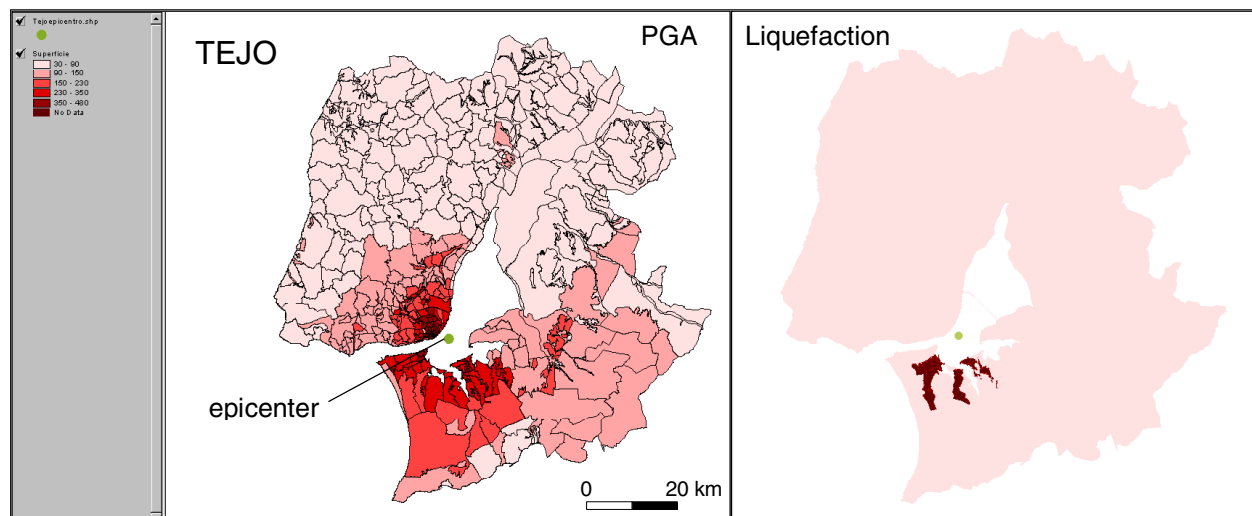 Tejoepicentro.shp
Superficie
30 - 90
90 - 150
150 - 230
230 - 350
350 - 480
No Data
TEJO
PGA
epicenter
0 20 km
Liquefaction